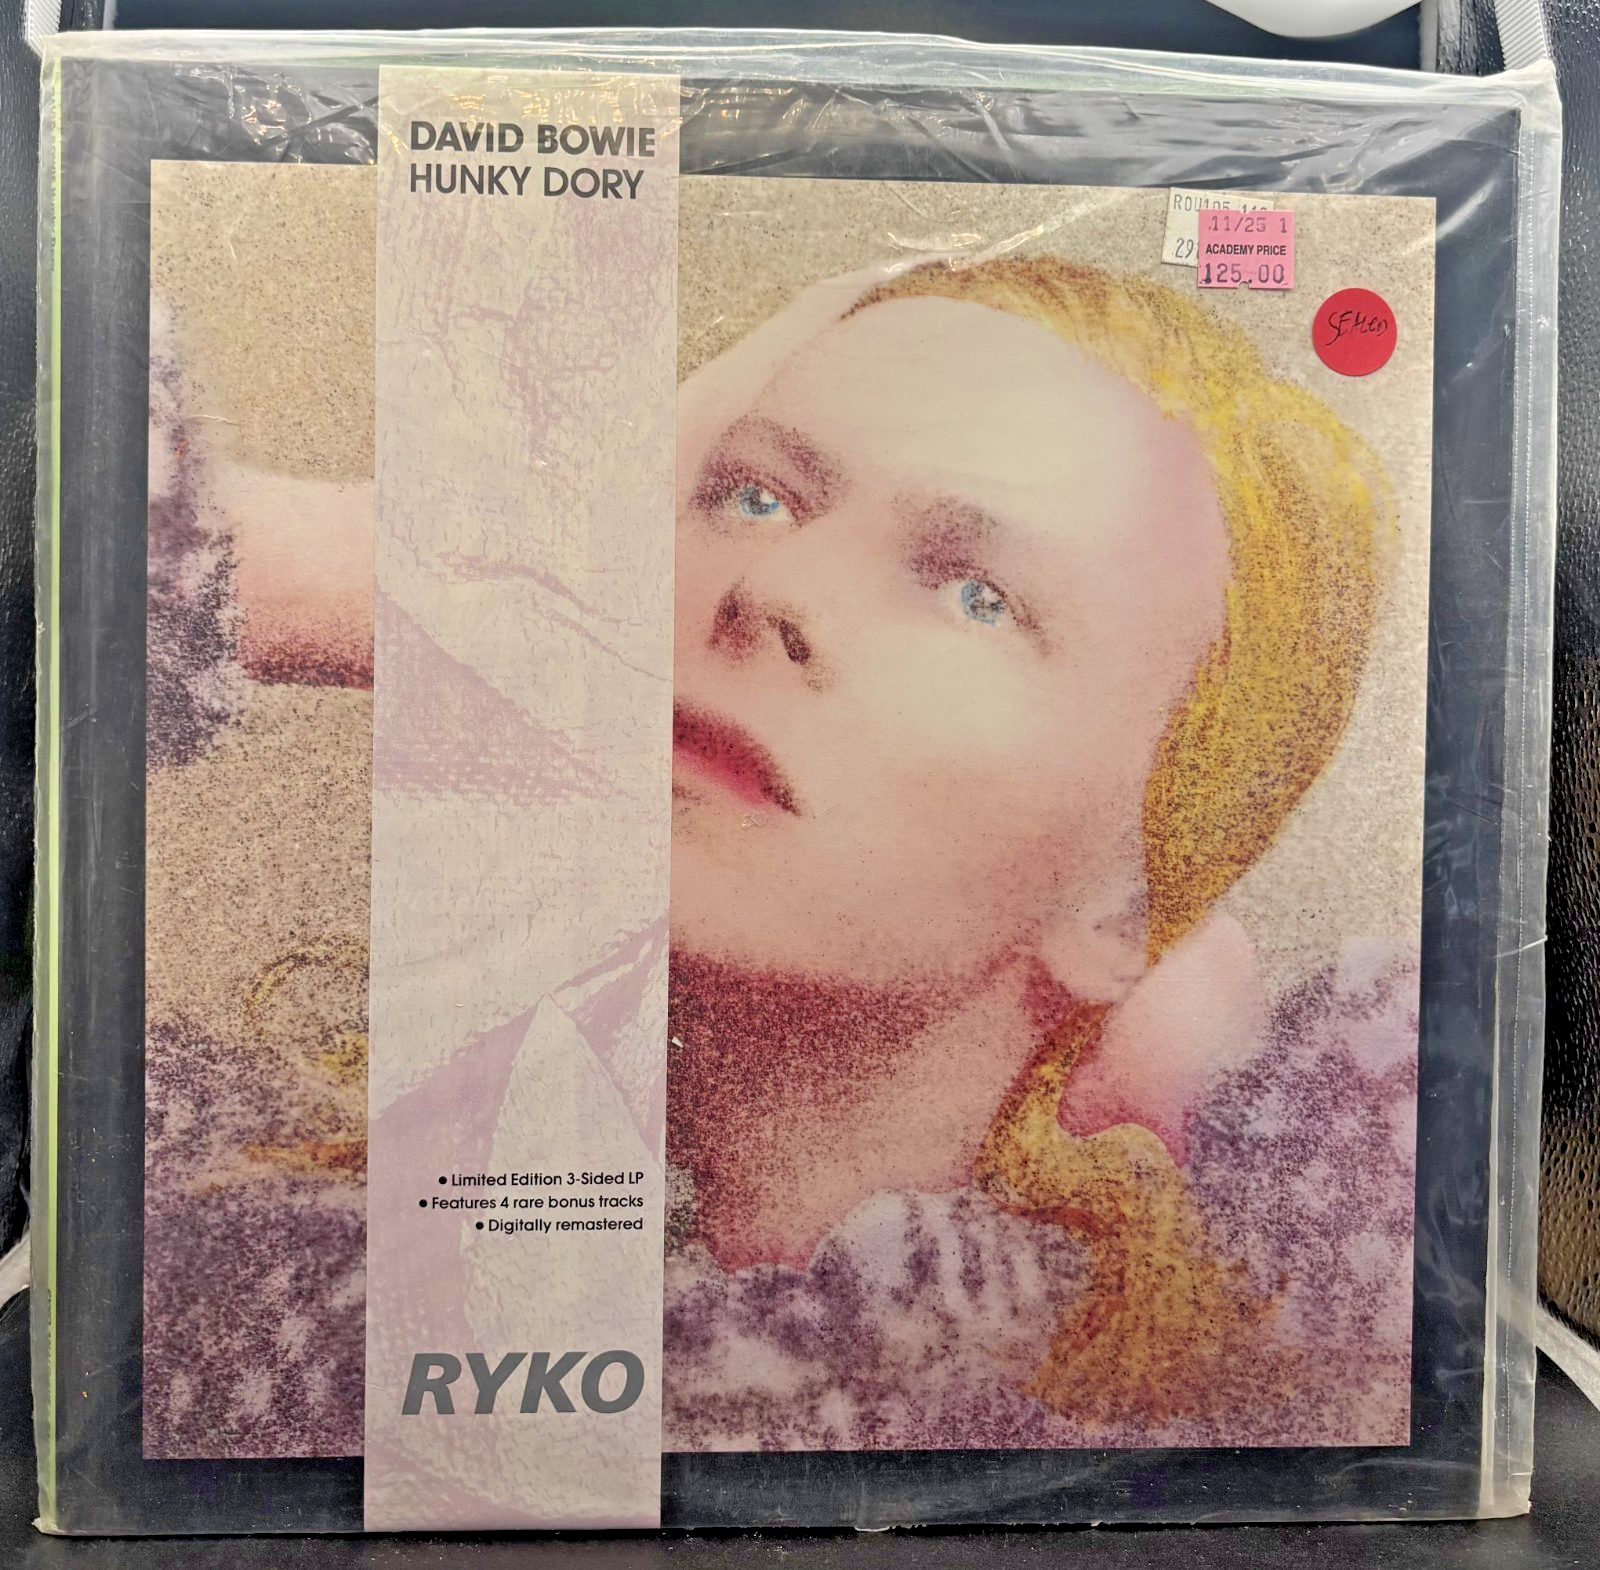 DAVID BOWIE
HUNKY DORY
11/25 1
ACADEMY PRICE
125.00
SEALED
• Limited Edition 3-Sided LP
• Features 4 rare bonus tracks
• Digitally remastered
RYKO